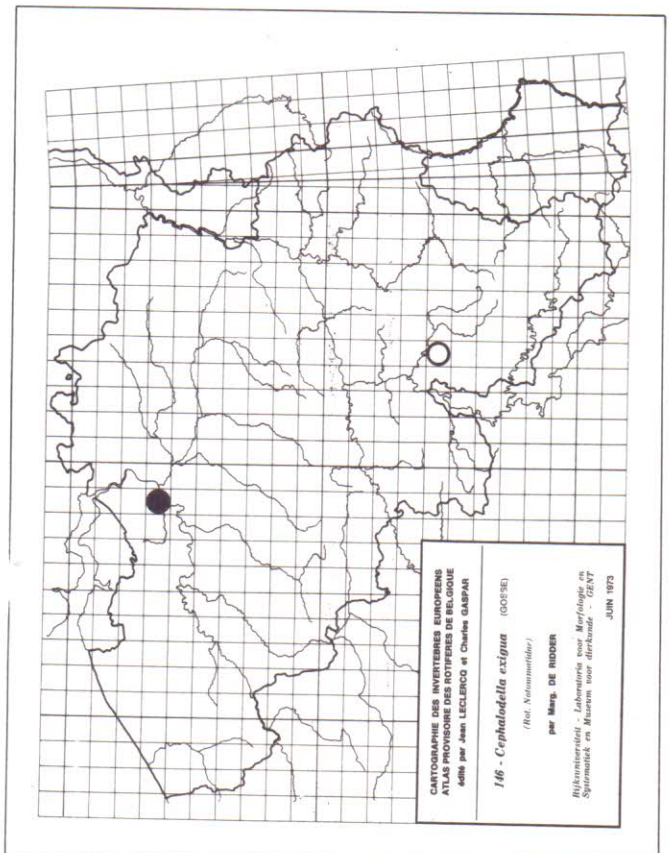 CARTOGRAPHIE DES INVERTEBRES EUROPEENS
ATLAS PROVISOIRE DES ROTIFERES DE BELGIQUE
édité par Jean LECLERCQ et Charles GASPAR
146 - Cephalodella exigua (GOESE)
(Rot. Notommatidae)
par Marg. DE RIDDER
Rijksuniversiteit - Laboratoria voor Morfologie en
Systematiek en Museum voor dierkunde - GENT
JUIN 1973